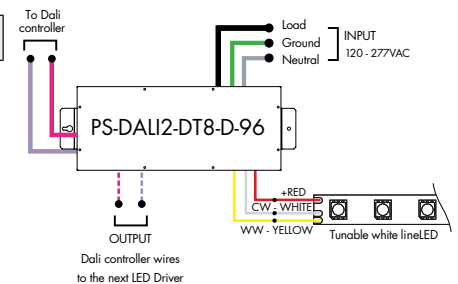 To Dali
controller
Load
Ground
Neutral
INPUT
120 - 277VAC
PS-DALI2-DT8-D-96
+RED
CW - WHITE
WW - YELLOW
Tunable white lineLED
OUTPUT
Dali controller wires
to the next LED Driver